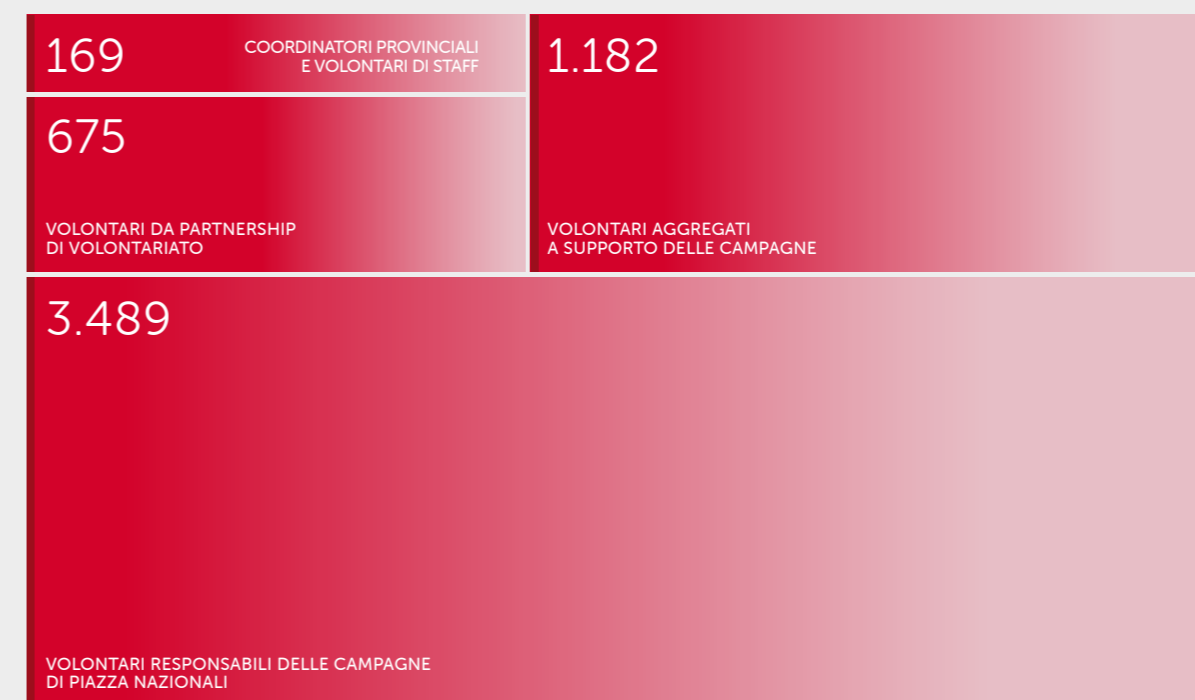 169
COORDINATORI PROVINCIALI
E VOLONTARI DI STAFF
675
VOLONTARI DA PARTNERSHIP
DI VOLONTARIATO
1.182
VOLONTARI AGGREGATI
A SUPPORTO DELLE CAMPAGNE
3.489
VOLONTARI RESPONSABILI DELLE CAMPAGNE
DI PIAZZA NAZIONALI